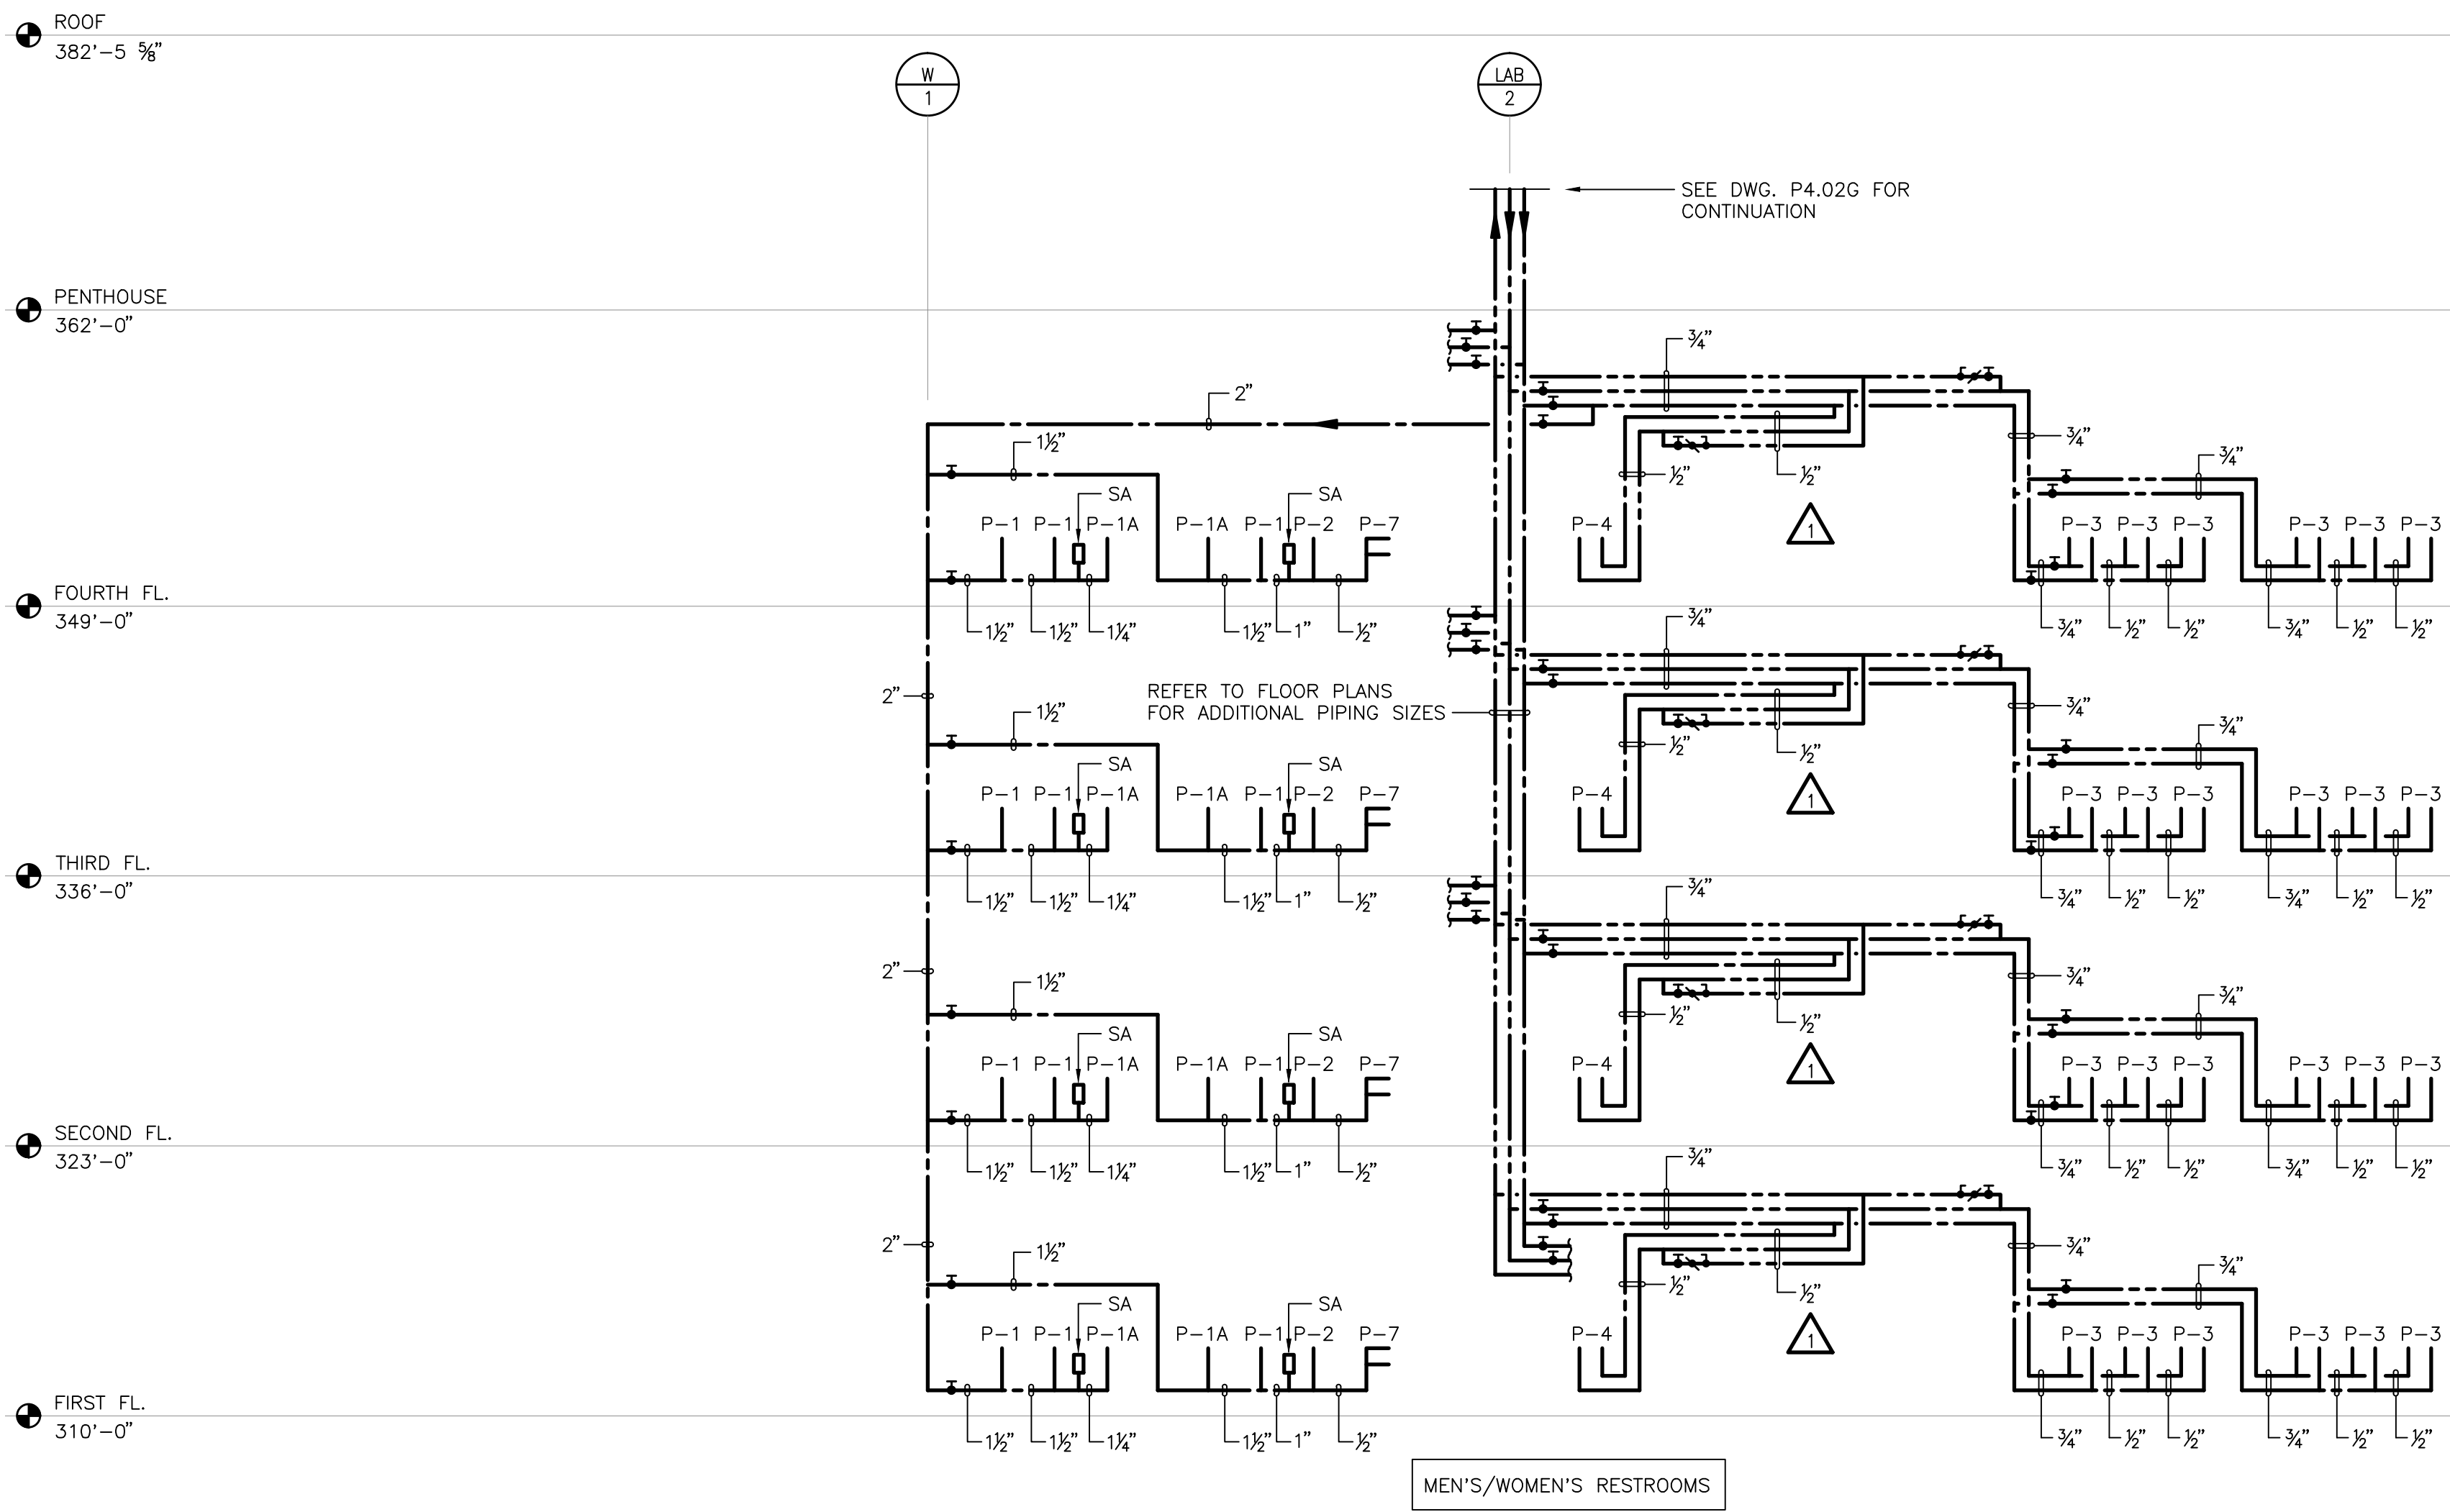 ROOF
382'-5 5/8"
W
1
LAB
2
SEE DWG. P4.02G FOR
CONTINUATION
PENTHOUSE
362'-0"
3/4"
2"
1½"
3/4"
3/4"
½"
½"
SA
SA
P-1
P-1
P-1A
P-1A
P-1
P-2
P-7
P-4
1
P-3
P-3
P-3
P-3
P-3
P-3
FOURTH FL.
349'-0"
1½"
1½"
1¼"
1½"
1"
½"
3/4"
½"
½"
3/4"
½"
½"
3/4"
2"
REFER TO FLOOR PLANS
FOR ADDITIONAL PIPING SIZES
1½"
3/4"
3/4"
½"
½"
SA
SA
P-1
P-1
P-1A
P-1A
P-1
P-2
P-7
P-4
1
P-3
P-3
P-3
P-3
P-3
P-3
THIRD FL.
336'-0"
1½"
1½"
1¼"
1½"
1"
½"
3/4"
½"
½"
3/4"
½"
½"
3/4"
2"
1½"
3/4"
3/4"
½"
½"
SA
SA
P-1
P-1
P-1A
P-1A
P-1
P-2
P-7
P-4
1
P-3
P-3
P-3
P-3
P-3
P-3
SECOND FL.
323'-0"
1½"
1½"
1¼"
1½"
1"
½"
3/4"
½"
½"
3/4"
½"
½"
3/4"
2"
1½"
3/4"
3/4"
½"
½"
SA
SA
P-1
P-1
P-1A
P-1A
P-1
P-2
P-7
P-4
1
P-3
P-3
P-3
P-3
P-3
P-3
FIRST FL.
310'-0"
1½"
1½"
1¼"
1½"
1"
½"
3/4"
½"
½"
3/4"
½"
½"
MEN'S/WOMEN'S RESTROOMS